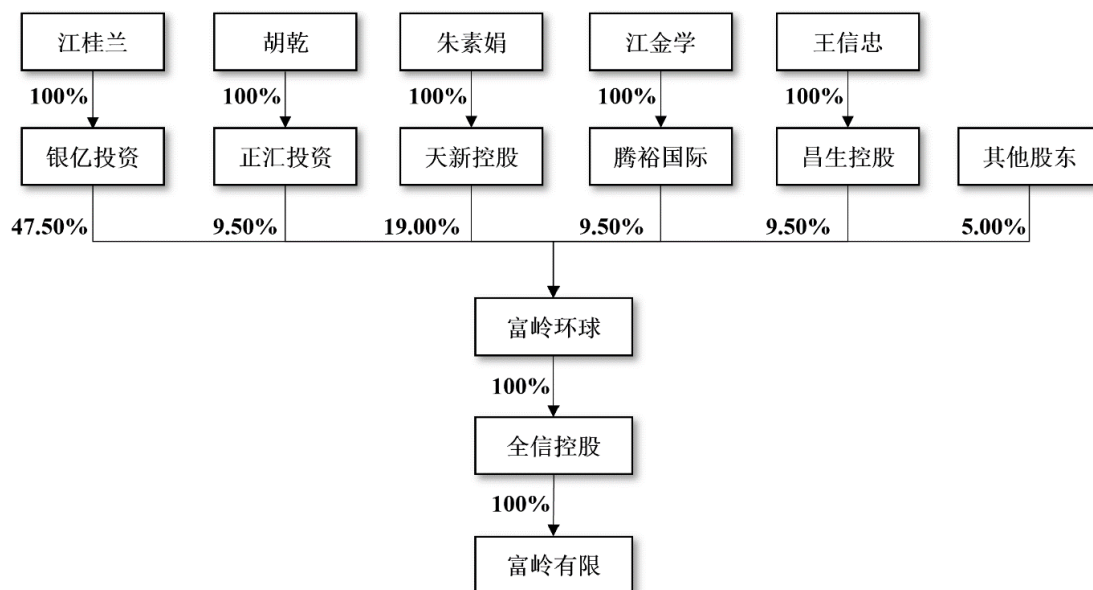 江桂兰
胡乾
朱素娟
江金学
王信忠
100%
100%
100%
100%
100%
银亿投资
正汇投资
天新控股
腾裕国际
昌生控股
其他股东
47.50%
9.50%
19.00%
9.50%
9.50%
5.00%
富岭环球
100%
全信控股
100%
富岭有限